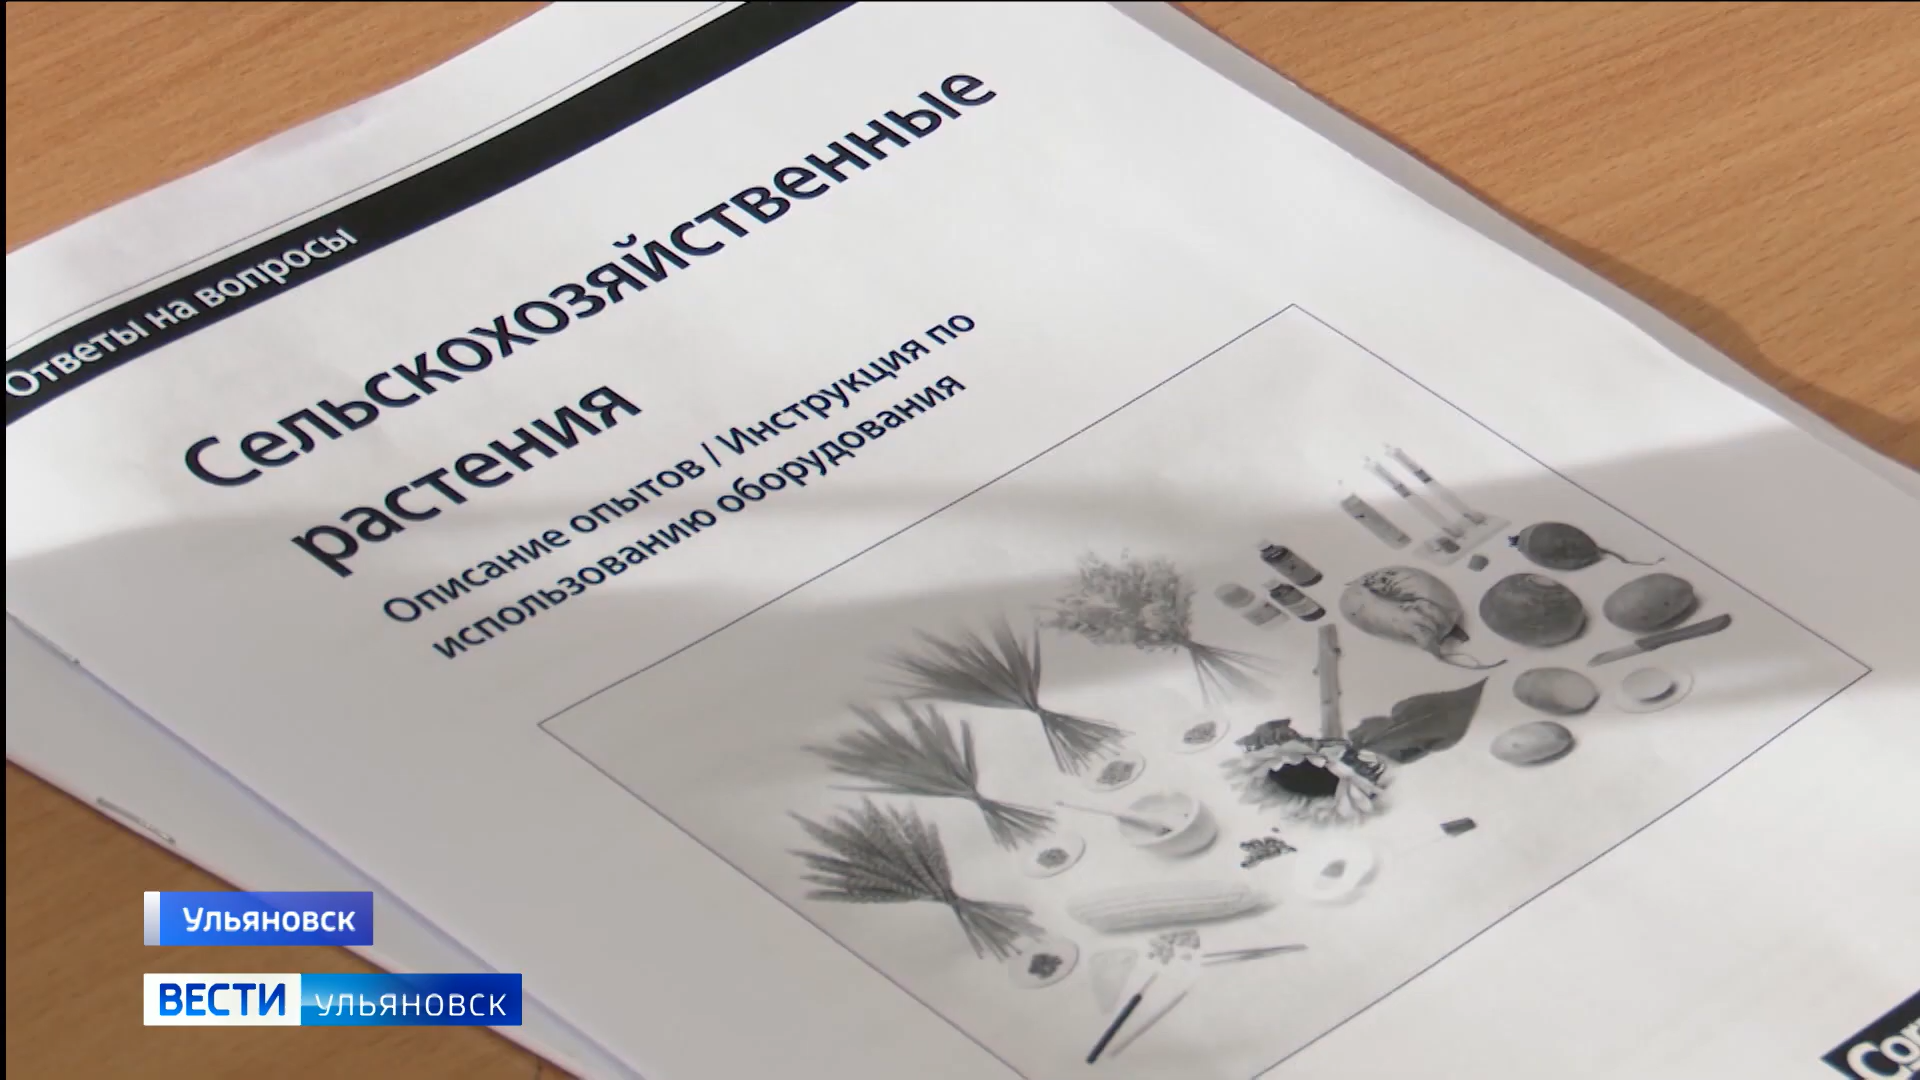 Ответы на вопросы
Сельскохозяйственные
растения
Описание опытов / Инструкция по
использованию оборудования
Ульяновск
ВЕСТИ УЛЬЯНОВСК